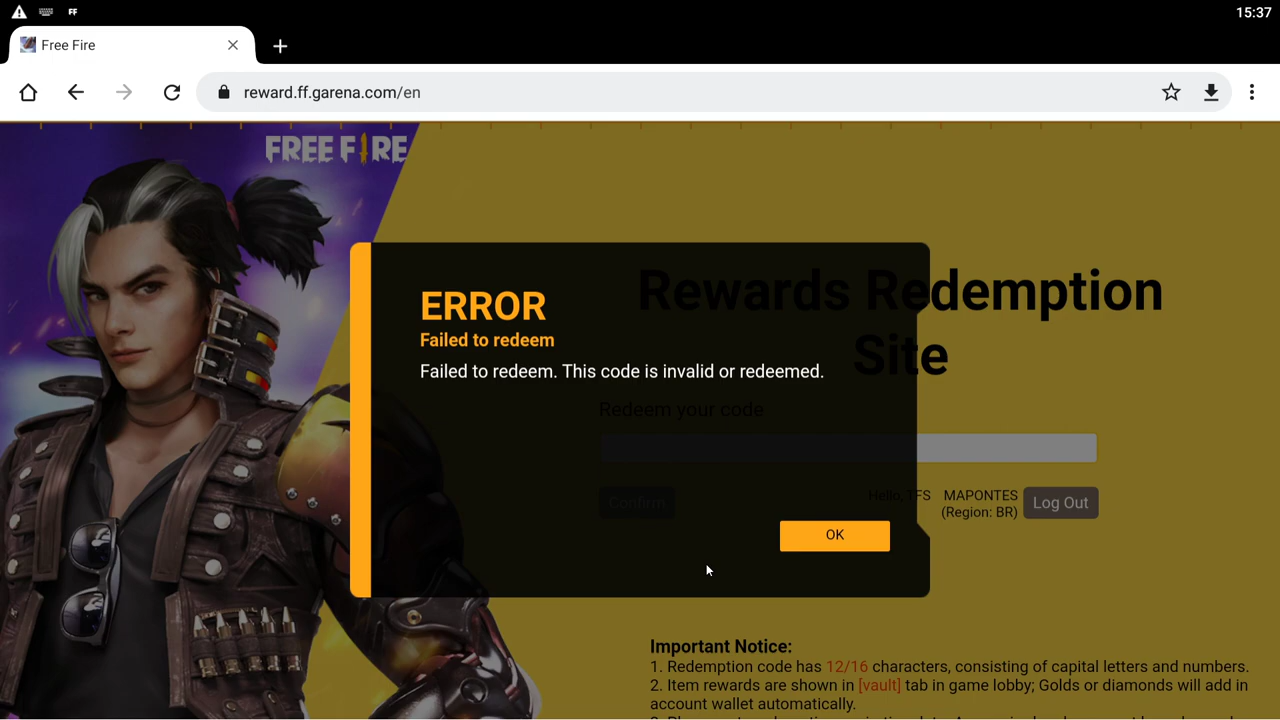 FF
15:37
Free Fire
reward.ff.garena.com/en
FREE FIRE
Rewards Redemption
Site
ERROR
Failed to redeem
Failed to redeem. This code is invalid or redeemed.
Redeem your code
Confirm
Hello, TFS MAPONTES
(Region: BR)
Log Out
OK
Important Notice:
1. Redemption code has 12/16 characters, consisting of capital letters and numbers.
2. Item rewards are shown in [vault] tab in game lobby; Golds or diamonds will add in
account wallet automatically.